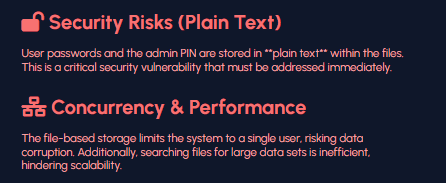 Security Risks (Plain Text)
User passwords and the admin PIN are stored in **plain text** within the files.
This is a critical security vulnerability that must be addressed immediately.
Concurrency & Performance
The file-based storage limits the system to a single user, risking data
corruption. Additionally, searching files for large data sets is inefficient,
hindering scalability.